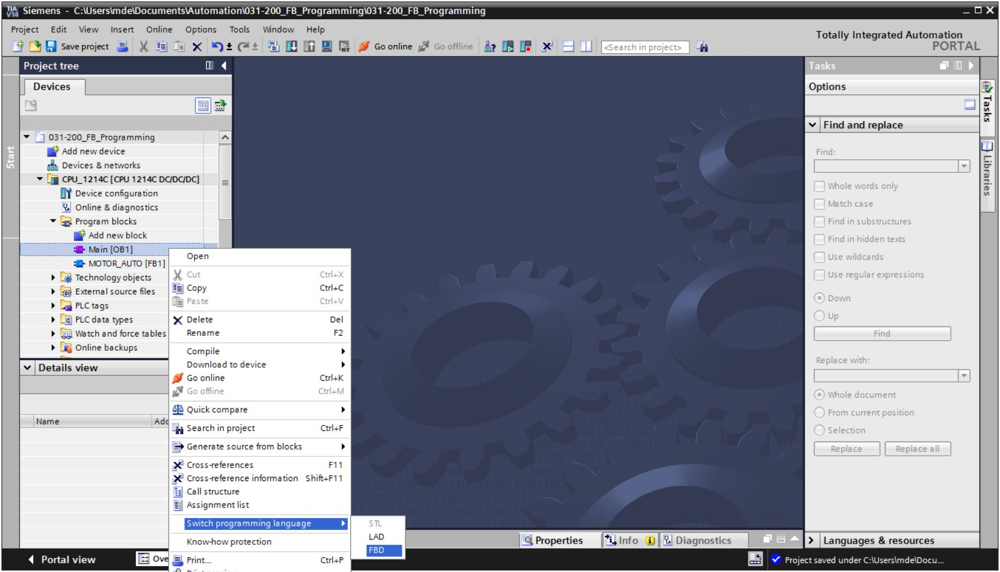 TIA V14 Siemens - C:\Users\mde\Documents\Automation\031-200_FB_Programming\031-200_FB_Programming
Project Edit View Insert Online Options Tools Window Help
Totally Integrated Automation
PORTAL
Save project Go online Go offline <Search in project>
Project tree
Devices
Start
031-200_FB_Programming
Add new device
Devices & networks
CPU_1214C [CPU 1214C DC/DC/DC]
Device configuration
Online & diagnostics
Program blocks
Add new block
Main [OB1]
MOTOR_AUTO [FB1]
Technology objects
External source files
PLC tags
PLC data types
Watch and force tables
Online backups
Details view
Name Add
Open
Cut Ctrl+X
Copy Ctrl+C
Paste Ctrl+V
Delete Del
Rename F2
Compile
Download to device
Go online Ctrl+K
Go offline Ctrl+M
Quick compare
Search in project Ctrl+F
Generate source from blocks
Cross-references F11
Cross-reference information Shift+F11
Call structure
Assignment list
Switch programming language
Know-how protection
Print... Ctrl+P
STL
LAD
FBD
Tasks
Options
Find and replace
Find:
Whole words only
Match case
Find in substructures
Find in hidden texts
Use wildcards
Use regular expressions
Down
Up
Find
Replace with:
Whole document
From current position
Selection
Replace Replace all
Languages & resources
Tasks
Libraries
Properties Info Diagnostics
Portal view Ove
Project saved under C:\Users\mde\Docu...